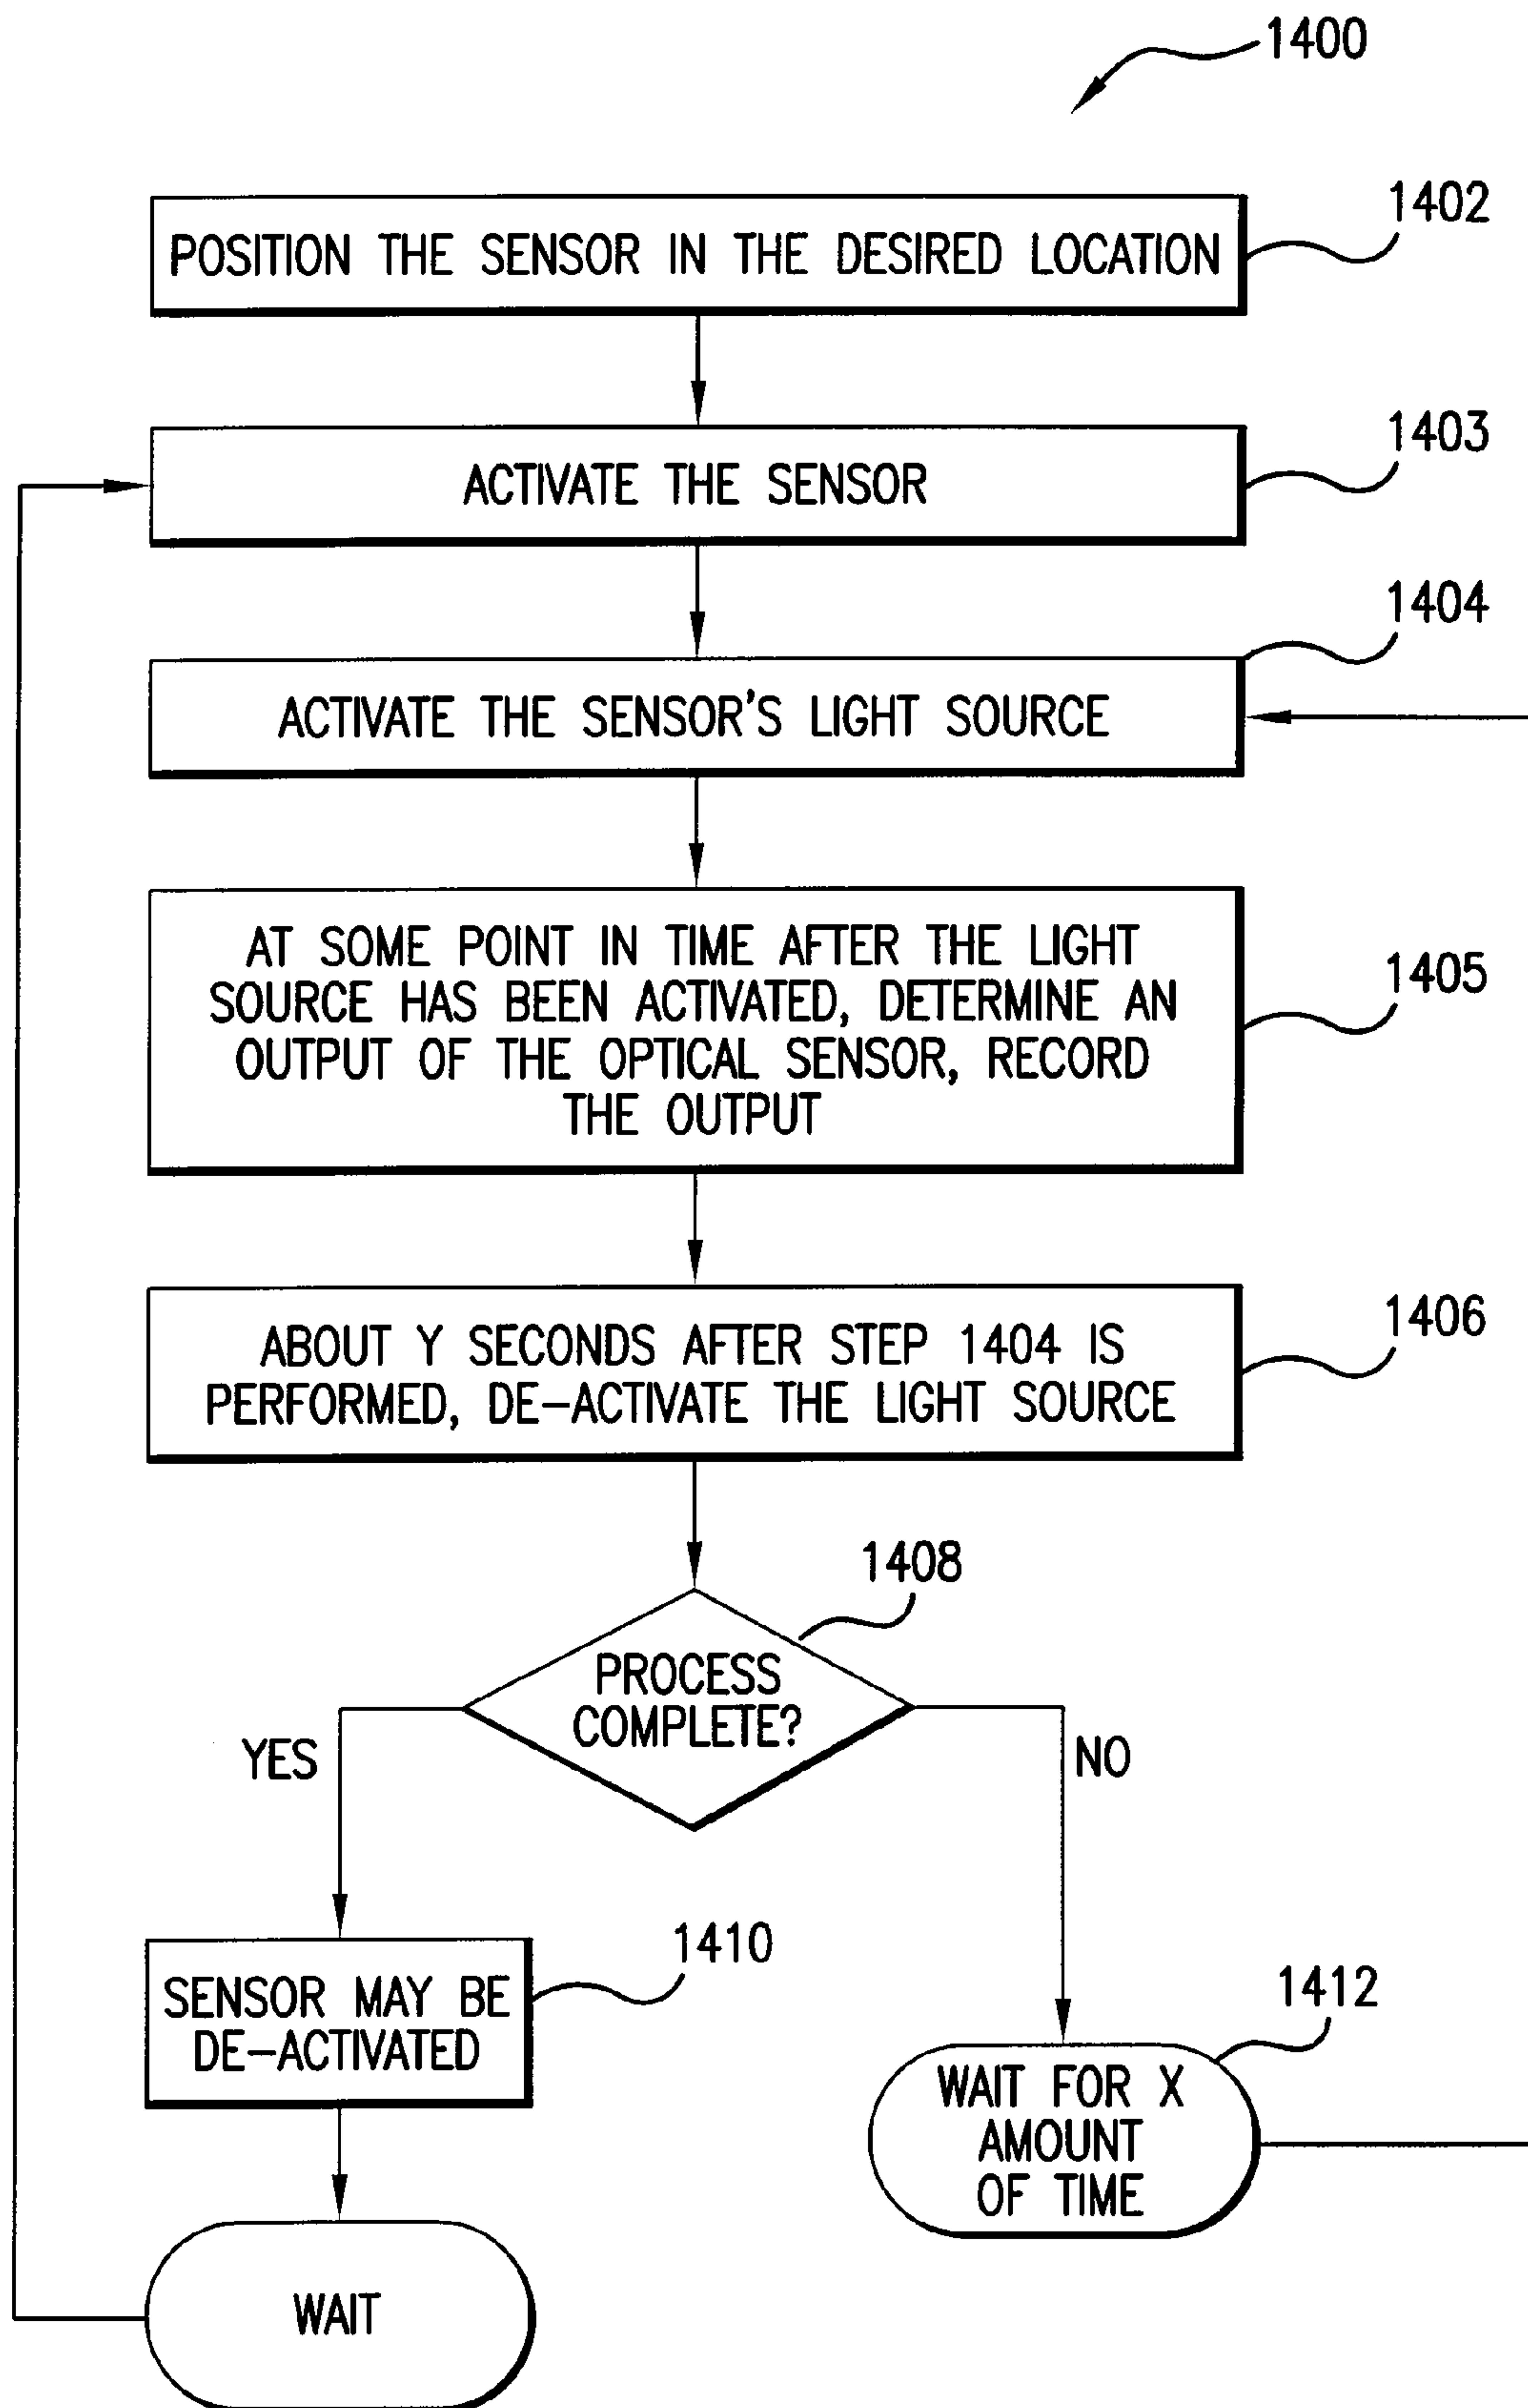 1400
1402
POSITION THE SENSOR IN THE DESIRED LOCATION
1403
ACTIVATE THE SENSOR
1404
ACTIVATE THE SENSOR'S LIGHT SOURCE
1405
AT SOME POINT IN TIME AFTER THE LIGHT
SOURCE HAS BEEN ACTIVATED, DETERMINE AN
OUTPUT OF THE OPTICAL SENSOR, RECORD
THE OUTPUT
1406
ABOUT Y SECONDS AFTER STEP 1404 IS
PERFORMED, DE-ACTIVATE THE LIGHT SOURCE
1408
PROCESS
COMPLETE?
YES
NO
1410
SENSOR MAY BE
DE-ACTIVATED
1412
WAIT FOR X
AMOUNT
OF TIME
WAIT